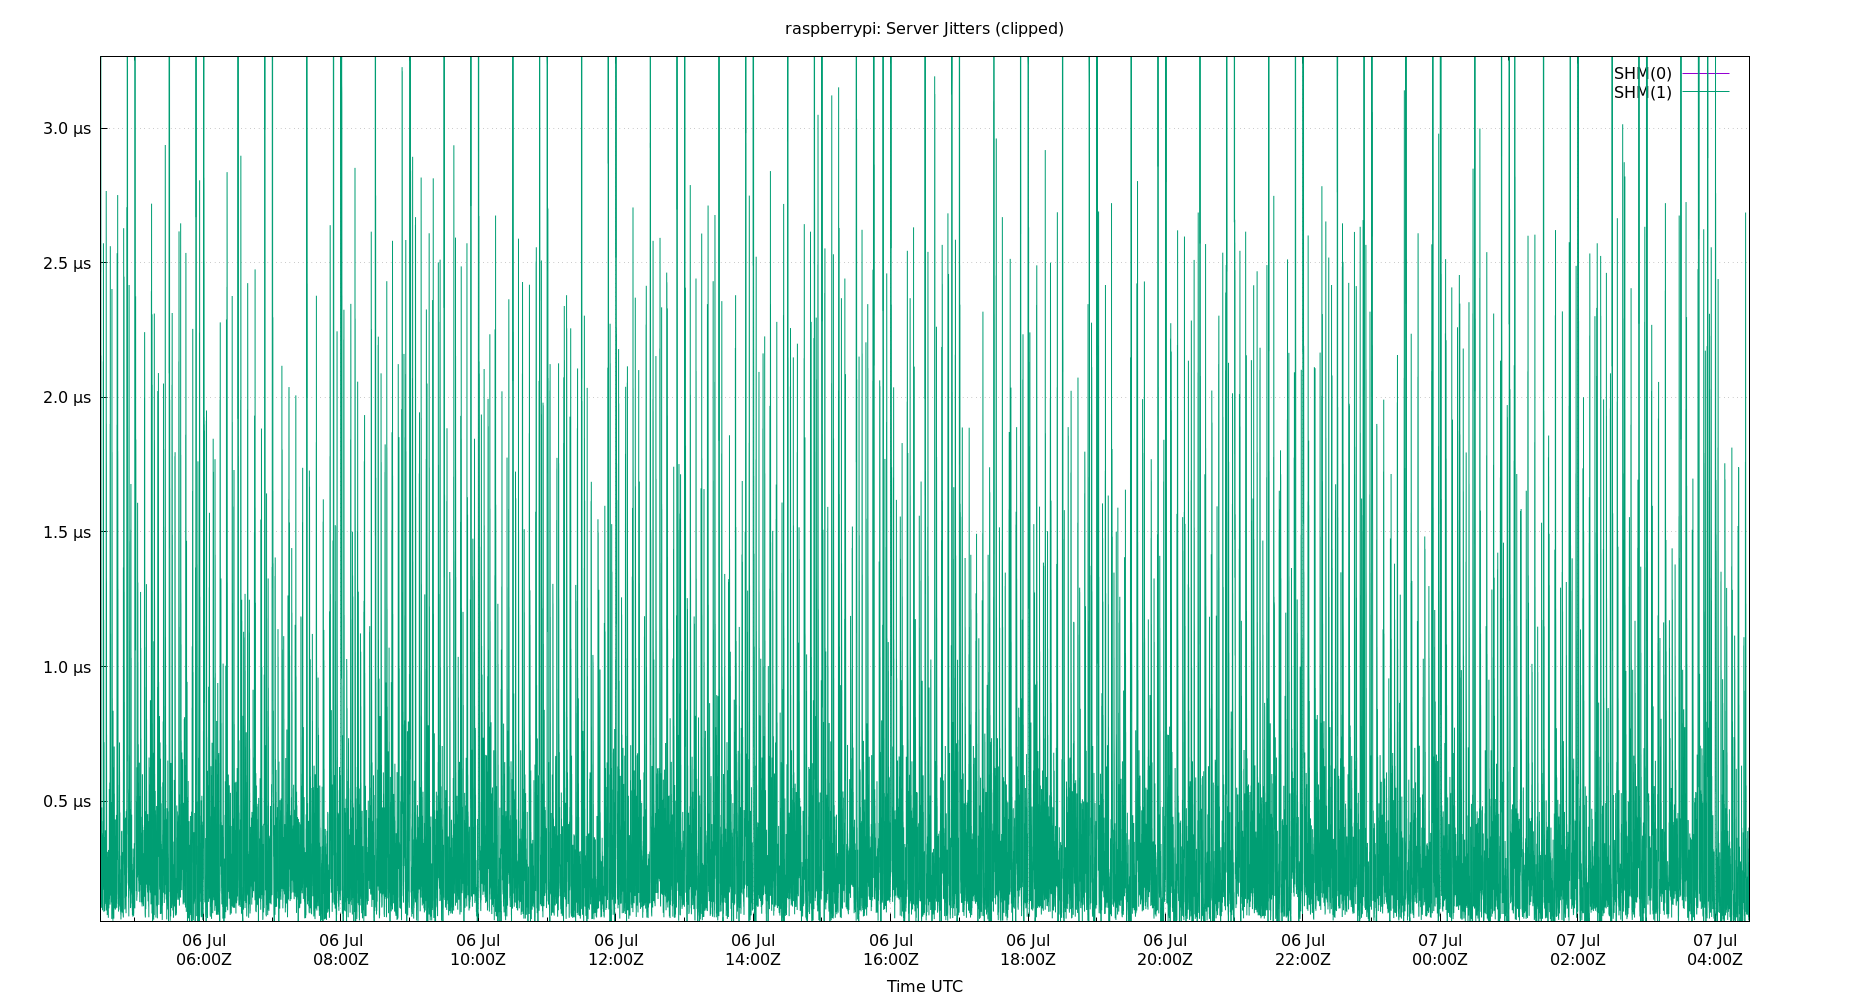 raspberrypi: Server Jitters (clipped)
SHM(0)
SHM(1)
3.0 µs
2.5 µs
2.0 µs
1.5 µs
1.0 µs
0.5 µs
06 Jul 06 Jul 06 Jul 06 Jul 06 Jul 06 Jul 06 Jul 06 Jul 06 Jul 07 Jul 07 Jul 07 Jul
06:00Z 08:00Z 10:00Z 12:00Z 14:00Z 16:00Z 18:00Z 20:00Z 22:00Z 00:00Z 02:00Z 04:00Z
Time UTC